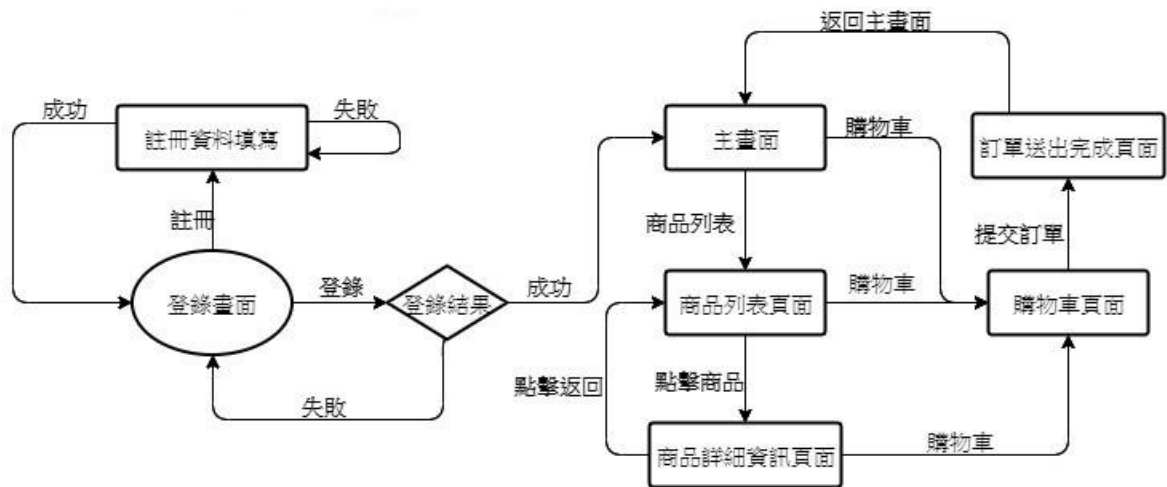 返回主畫面
成功
失敗
註冊資料填寫
主畫面
購物車
訂單送出完成頁面
註冊
商品列表
提交訂單
登錄畫面
登錄
登錄結果
成功
商品列表頁面
購物車
購物車頁面
點擊返回
點擊商品
失敗
商品詳細資訊頁面
購物車